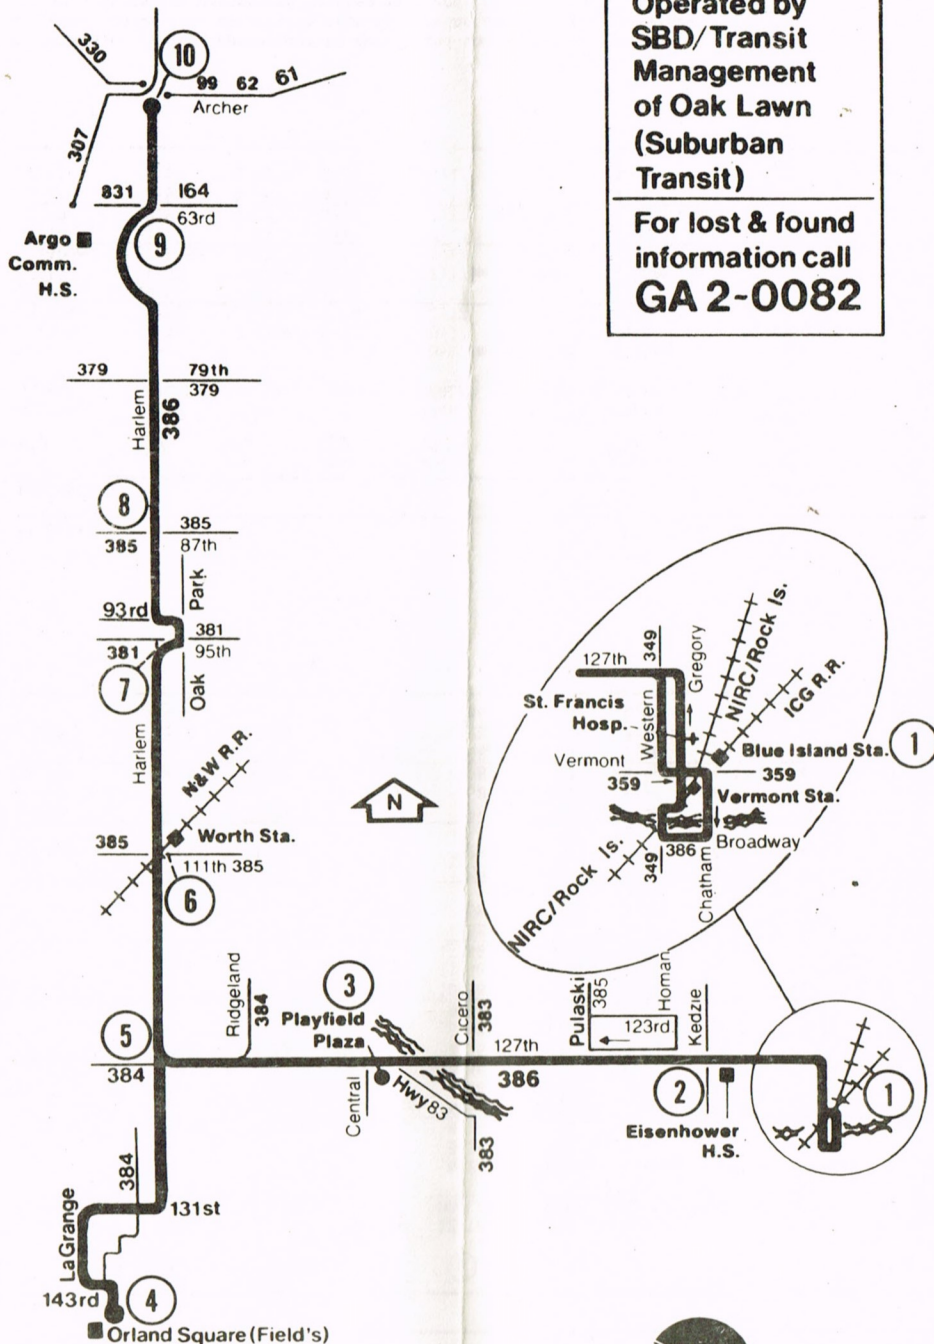 Operated by
SBD/Transit
Management
of Oak Lawn
(Suburban
Transit)
For lost & found
information call
GA 2-0082
330
10
99 62 61
Archer
307
831 164
63rd
9
Argo
Comm.
H.S.
379 79th
379
Harlem
386
8
385
385 87th
Park
93rd
381
381 95th
7
Oak
Harlem
N&W R.R.
385
Worth Sta.
111th 385
6
N
127th
349
Gregory
NIRC/Rock Is.
ICG R.R.
St. Francis
Hosp.
Western
Vermont
Blue Island Sta.
1
359
359
Vermont Sta.
Broadway
386
349
Chatham
NIRC/Rock Is.
Ridgeland
384
3
Playfield
Plaza
Cicero
383
127th
Pulaski
385
Homan
123rd
Kedzie
5
384
386
Central
Hwy 83
383
2
Eisenhower
H.S.
1
384
131st
LaGrange
143rd
4
Orland Square (Field's)